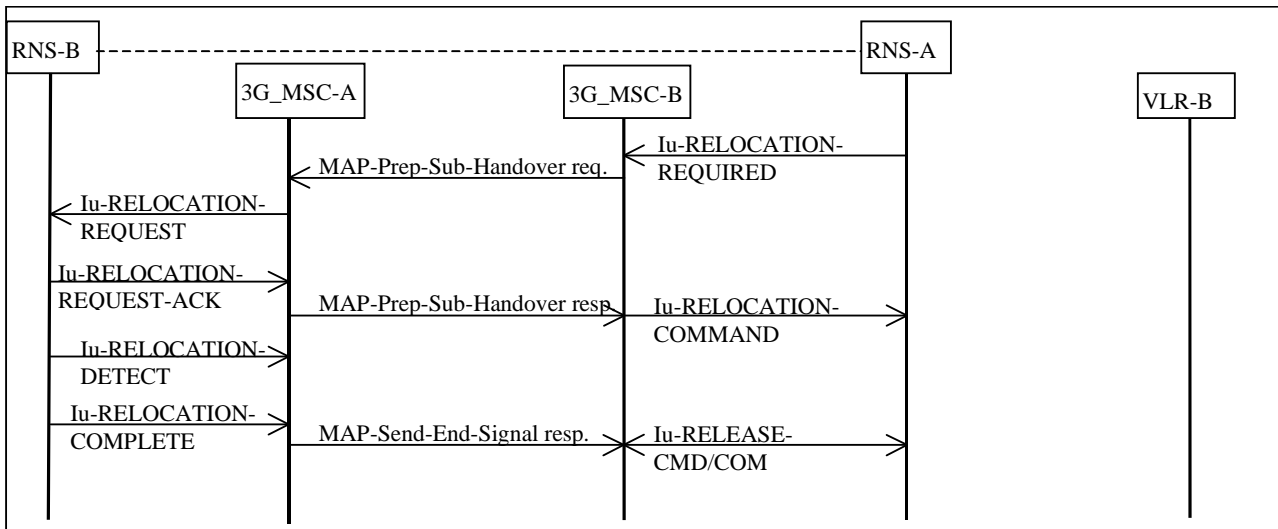 RNS-B
RNS-A
3G_MSC-A
3G_MSC-B
VLR-B
Iu-RELOCATION-
REQUIRED
MAP-Prep-Sub-Handover req.
Iu-RELOCATION-
REQUEST
Iu-RELOCATION-
REQUEST-ACK
MAP-Prep-Sub-Handover resp.
Iu-RELOCATION-
COMMAND
Iu-RELOCATION-
DETECT
Iu-RELOCATION-
COMPLETE
MAP-Send-End-Signal resp.
Iu-RELEASE-
CMD/COM